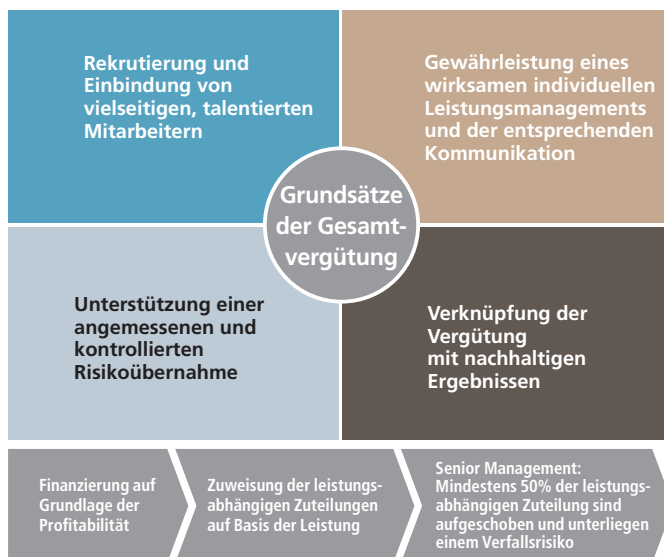 Rekrutierung und
Einbindung von
vielseitigen, talentierten
Mitarbeitern
Gewährleistung eines
wirksamen individuellen
Leistungsmanagements
und der entsprechenden
Kommunikation
Grundsätze
der Gesamt-
vergütung
Unterstützung einer
angemessenen und
kontrollierten
Risikoübernahme
Verknüpfung der
Vergütung
mit nachhaltigen
Ergebnissen
Finanzierung auf
Grundlage der
Profitabilität
Zuweisung der leistungs-
abhängigen Zuteilungen
auf Basis der Leistung
Senior Management:
Mindestens 50% der leistungs-
abhängigen Zuteilung sind
aufgeschoben und unterliegen
einem Verfallsrisiko